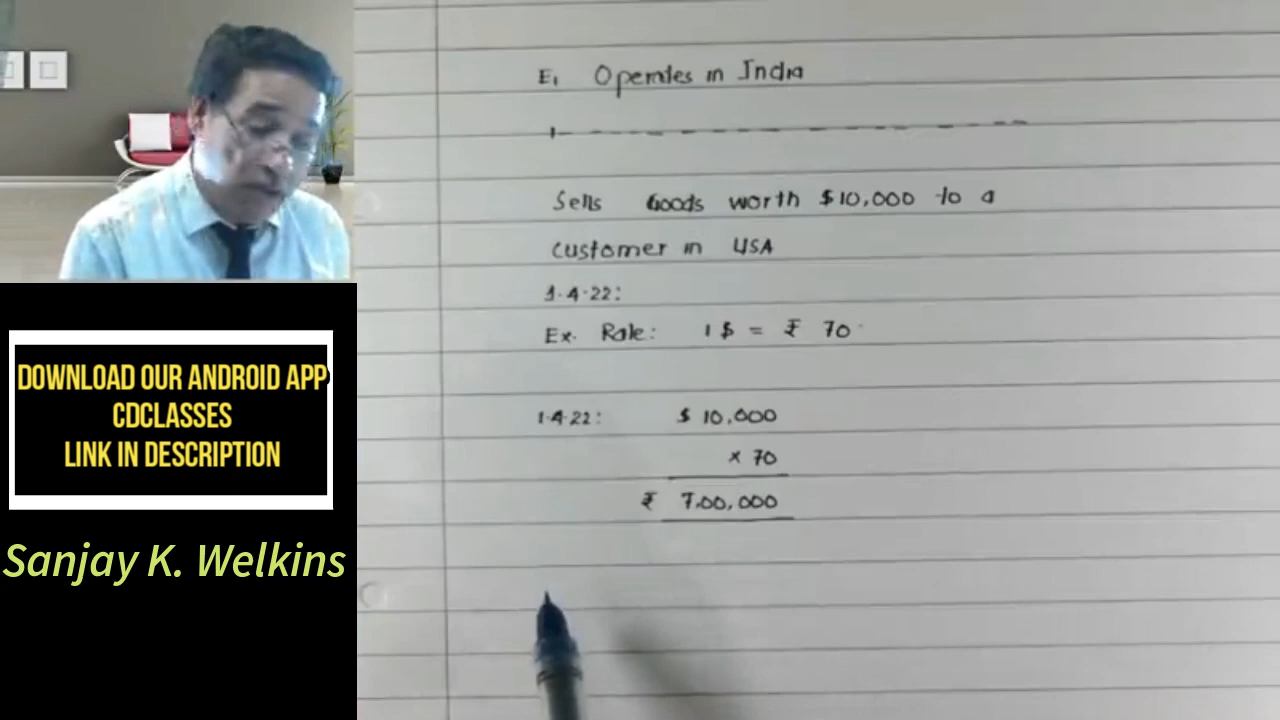 E₁ Operates in India
Sells Goods worth $10,000 to a
customer in USA
1.4.22:
Ex. Rate: 1 $ = ₹ 70
1.4.22: $ 10,000
× 70
₹ 7,00,000
DOWNLOAD OUR ANDROID APP
CDCLASSES
LINK IN DESCRIPTION
Sanjay K. Welkins